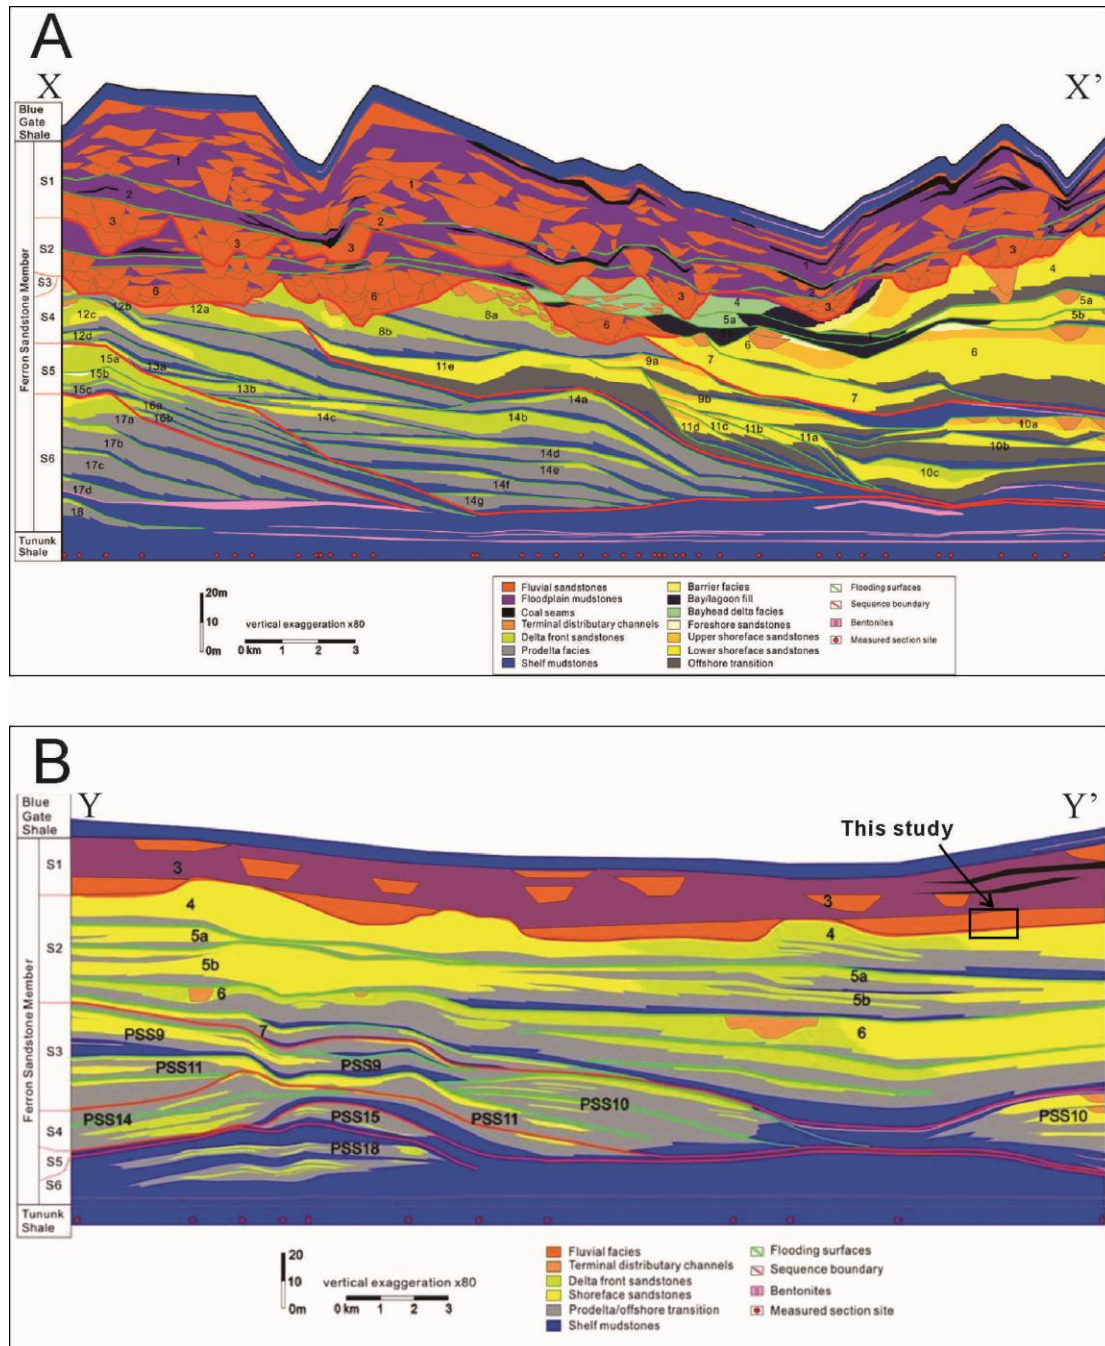 A
X
X'
Blue
Gate
Shale
Ferron Sandstone Member
S1
S2
S3
S4
S5
S6
Tununk
Shale
1
1
1
2
2
2
2
3
3
3
3
3
3
4
4
5a
5a
5b
6
6
6
6
6
7
7
8a
8b
9a
9b
10a
10b
10c
11a
11b
11c
11d
11e
12a
12b
12c
12d
13a
13b
14a
14b
14c
14d
14e
14f
14g
15a
15b
15c
16a
16b
17a
17b
17c
17d
18
20m
10
0m
vertical exaggeration x80
0 km 1 2 3
Fluvial sandstones
Floodplain mudstones
Coal seams
Terminal distributary channels
Delta front sandstones
Prodelta facies
Shelf mudstones
Barrier facies
Bay/lagoon fill
Bayhead delta facies
Foreshore sandstones
Upper shoreface sandstones
Lower shoreface sandstones
Offshore transition
Flooding surfaces
Sequence boundary
Bentonites
Measured section site
B
Y
Y'
This study
Blue
Gate
Shale
Ferron Sandstone Member
S1
S2
S3
S4
S5
S6
Tununk
Shale
3
3
4
4
5a
5a
5b
5b
6
6
7
PSS9
PSS9
PSS11
PSS10
PSS14
PSS15
PSS11
PSS10
PSS18
20
10
0m
vertical exaggeration x80
0 km 1 2 3
Fluvial facies
Terminal distributary channels
Delta front sandstones
Shoreface sandstones
Prodelta/offshore transition
Shelf mudstones
Flooding surfaces
Sequence boundary
Bentonites
Measured section site